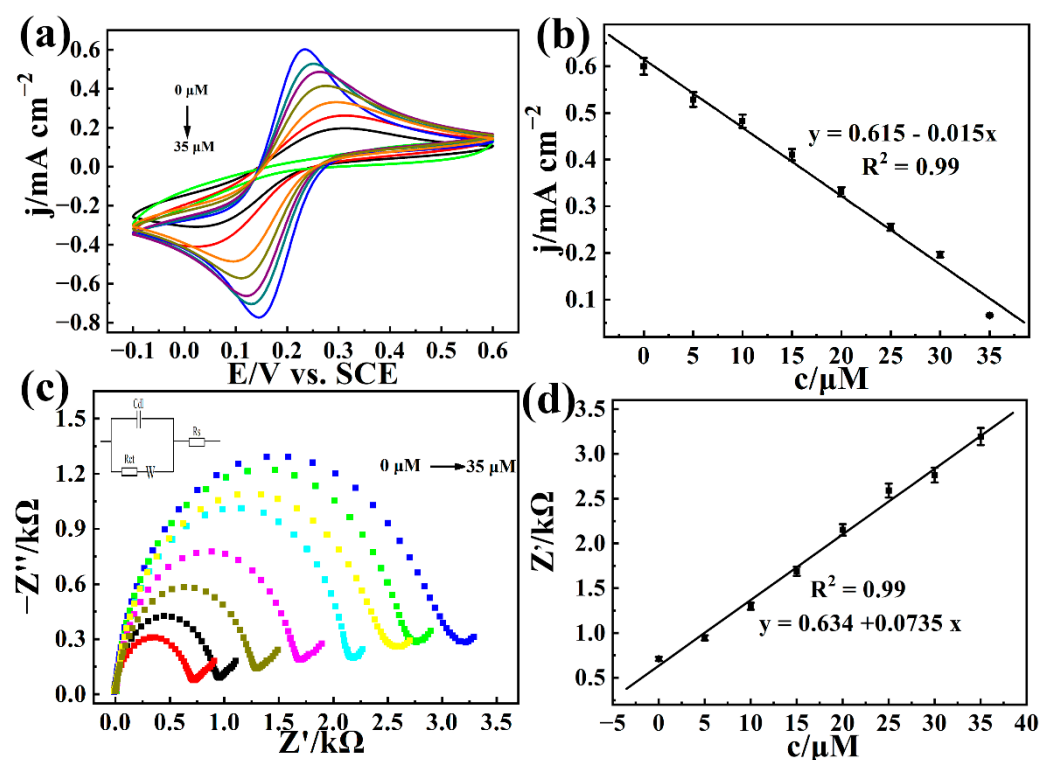 (a)
j/mA cm⁻²
0.6
0.4
0.2
0.0
−0.2
−0.4
−0.6
−0.8
0 μM
35 μM
−0.1 0.0 0.1 0.2 0.3 0.4 0.5 0.6
E/V vs. SCE
(b)
j/mA cm⁻²
0.6
0.5
0.4
0.3
0.2
0.1
y = 0.615 - 0.015x
R² = 0.99
0 5 10 15 20 25 30 35
c/μM
(c)
−Z''/kΩ
1.5
1.2
0.9
0.6
0.3
0.0
Cdl
Rs
Rct W
0 μM 35 μM
0.0 0.5 1.0 1.5 2.0 2.5 3.0 3.5
Z'/kΩ
(d)
Z'/kΩ
3.5
3.0
2.5
2.0
1.5
1.0
0.5
R² = 0.99
y = 0.634 +0.0735 x
−5 0 5 10 15 20 25 30 35 40
c/μM